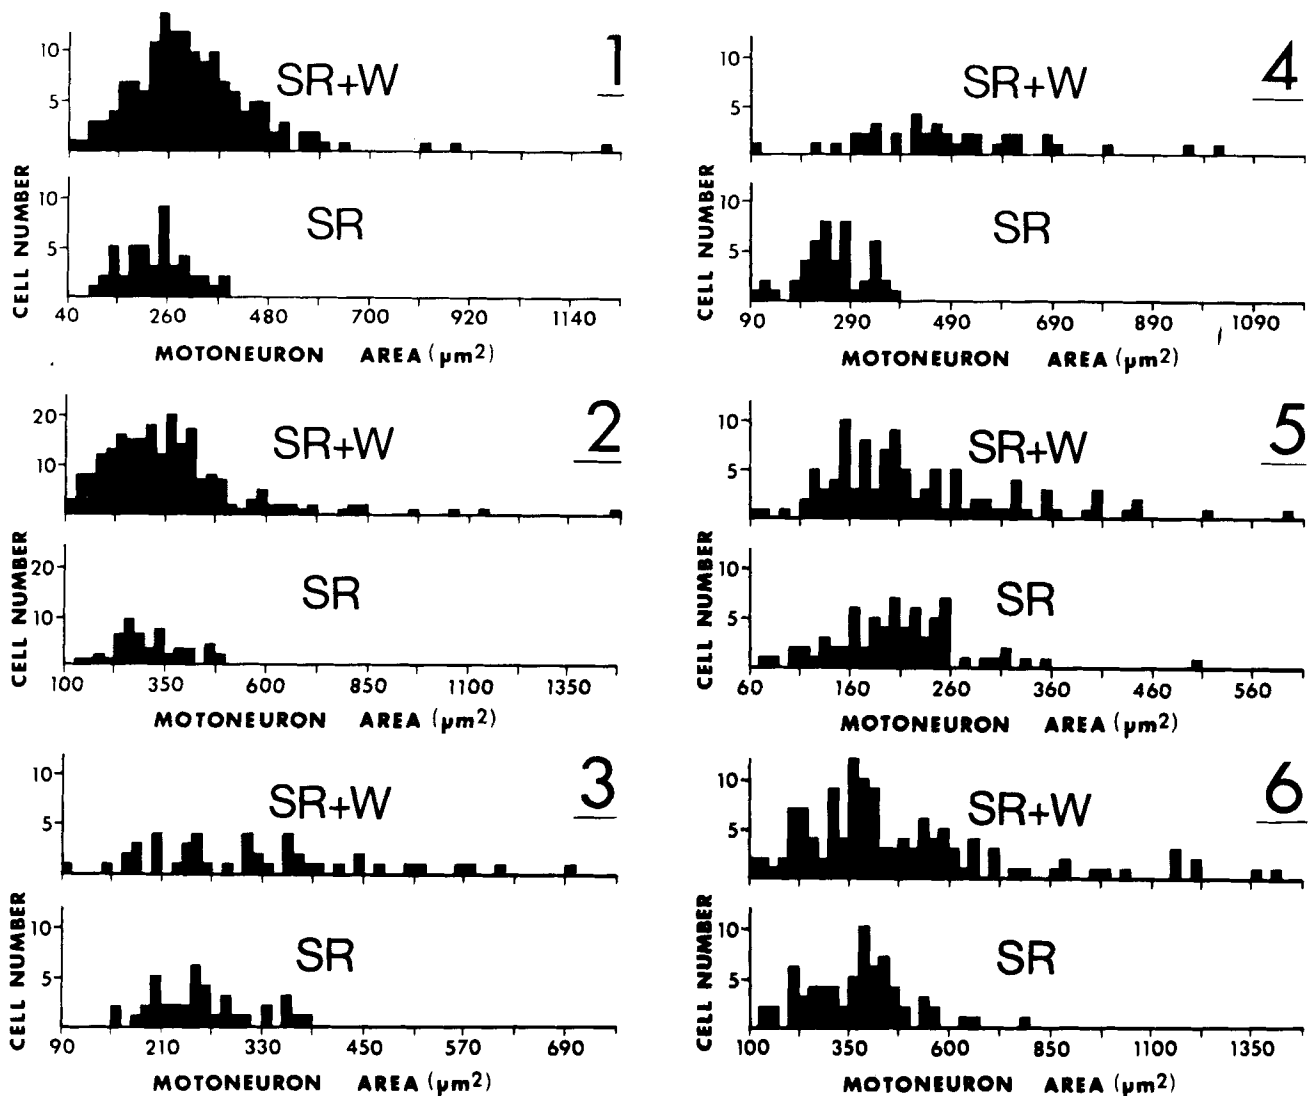 1
10
5
SR+W
CELL NUMBER
10
5
SR
40 260 480 700 920 1140
MOTONEURON AREA (µm2)
2
20
10
SR+W
CELL NUMBER
20
10
SR
100 350 600 850 1100 1350
MOTONEURON AREA (µm2)
3
10
5
SR+W
CELL NUMBER
10
5
SR
90 210 330 450 570 690
MOTONEURON AREA (µm2)
4
10
5
SR+W
CELL NUMBER
10
5
SR
90 290 490 690 890 1090
MOTONEURON AREA (µm2)
5
10
5
SR+W
CELL NUMBER
10
5
SR
60 160 260 360 460 560
MOTONEURON AREA (µm2)
6
10
5
SR+W
CELL NUMBER
10
5
SR
100 350 600 850 1100 1350
MOTONEURON AREA (µm2)